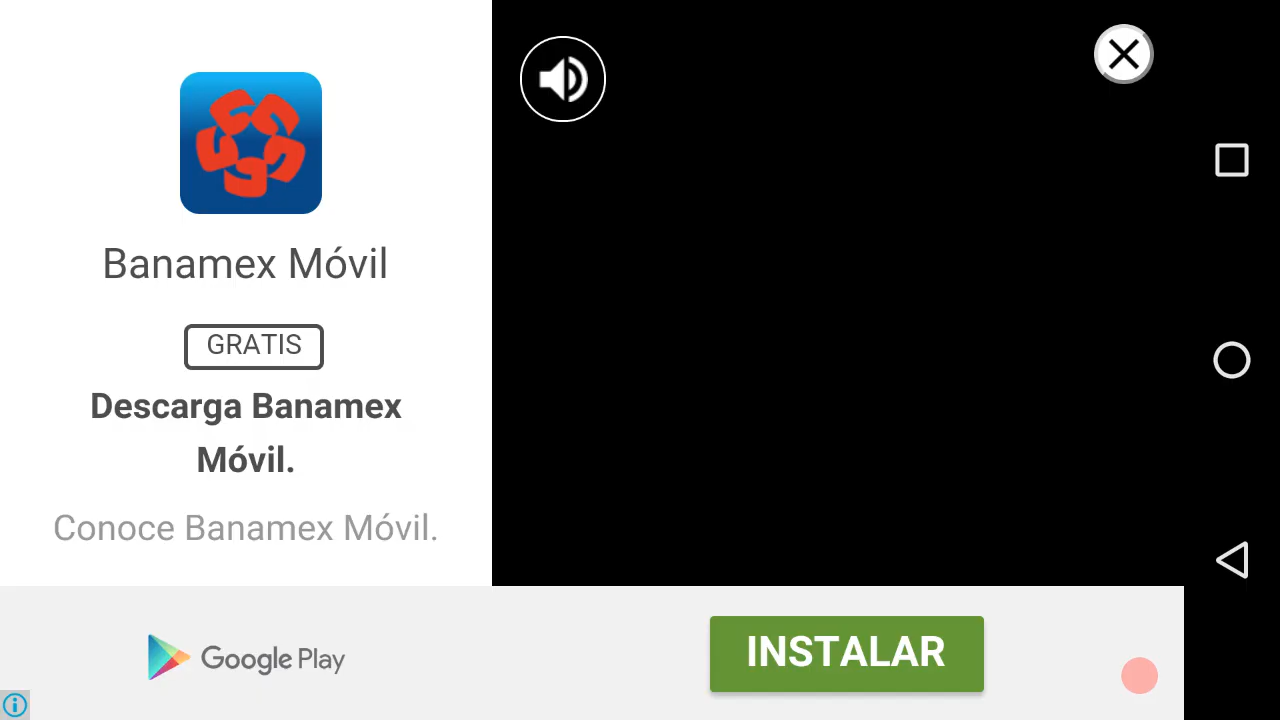 Banamex Móvil
GRATIS
Descarga Banamex
Móvil.
Conoce Banamex Móvil.
Google Play
INSTALAR